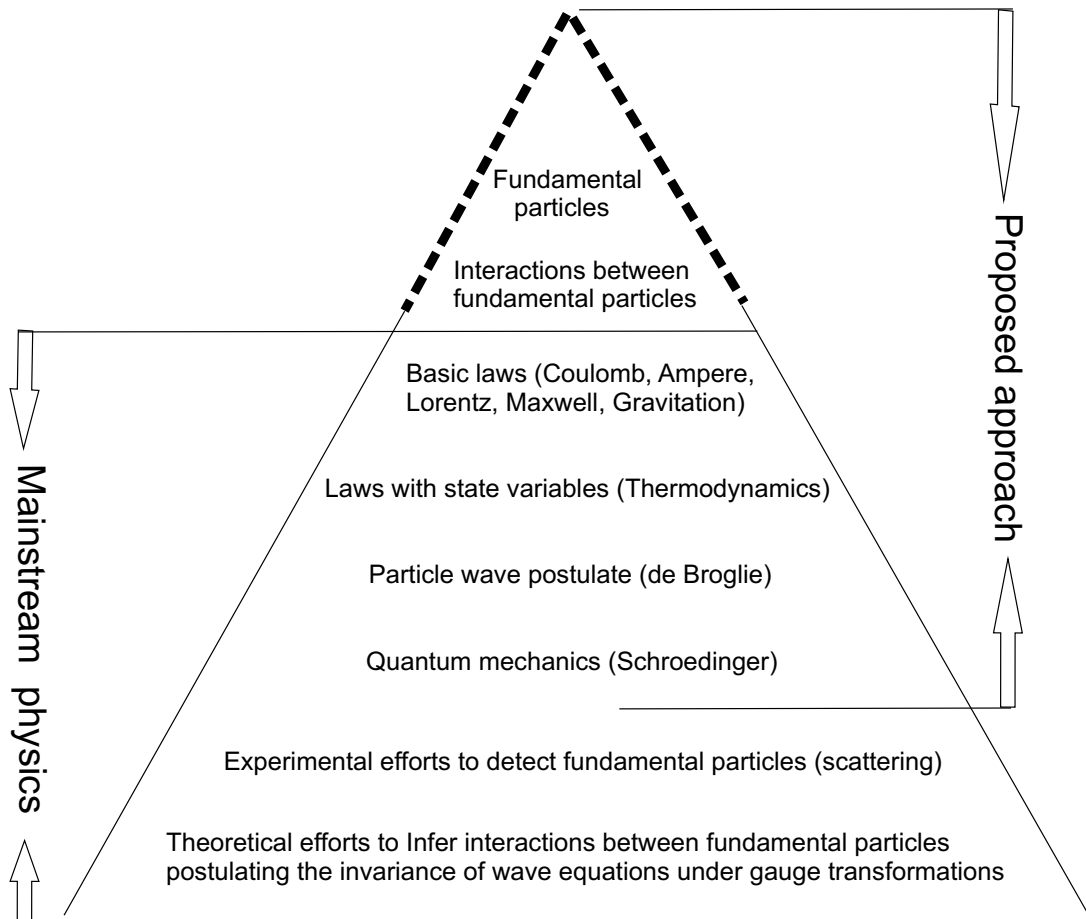 Fundamental
particles
Interactions between
fundamental particles
Basic laws (Coulomb, Ampere,
Lorentz, Maxwell, Gravitation)
Laws with state variables (Thermodynamics)
Particle wave postulate (de Broglie)
Quantum mechanics (Schroedinger)
Experimental efforts to detect fundamental particles (scattering)
Theoretical efforts to Infer interactions between fundamental particles
postulating the invariance of wave equations under gauge transformations
Mainstream physics
Proposed approach